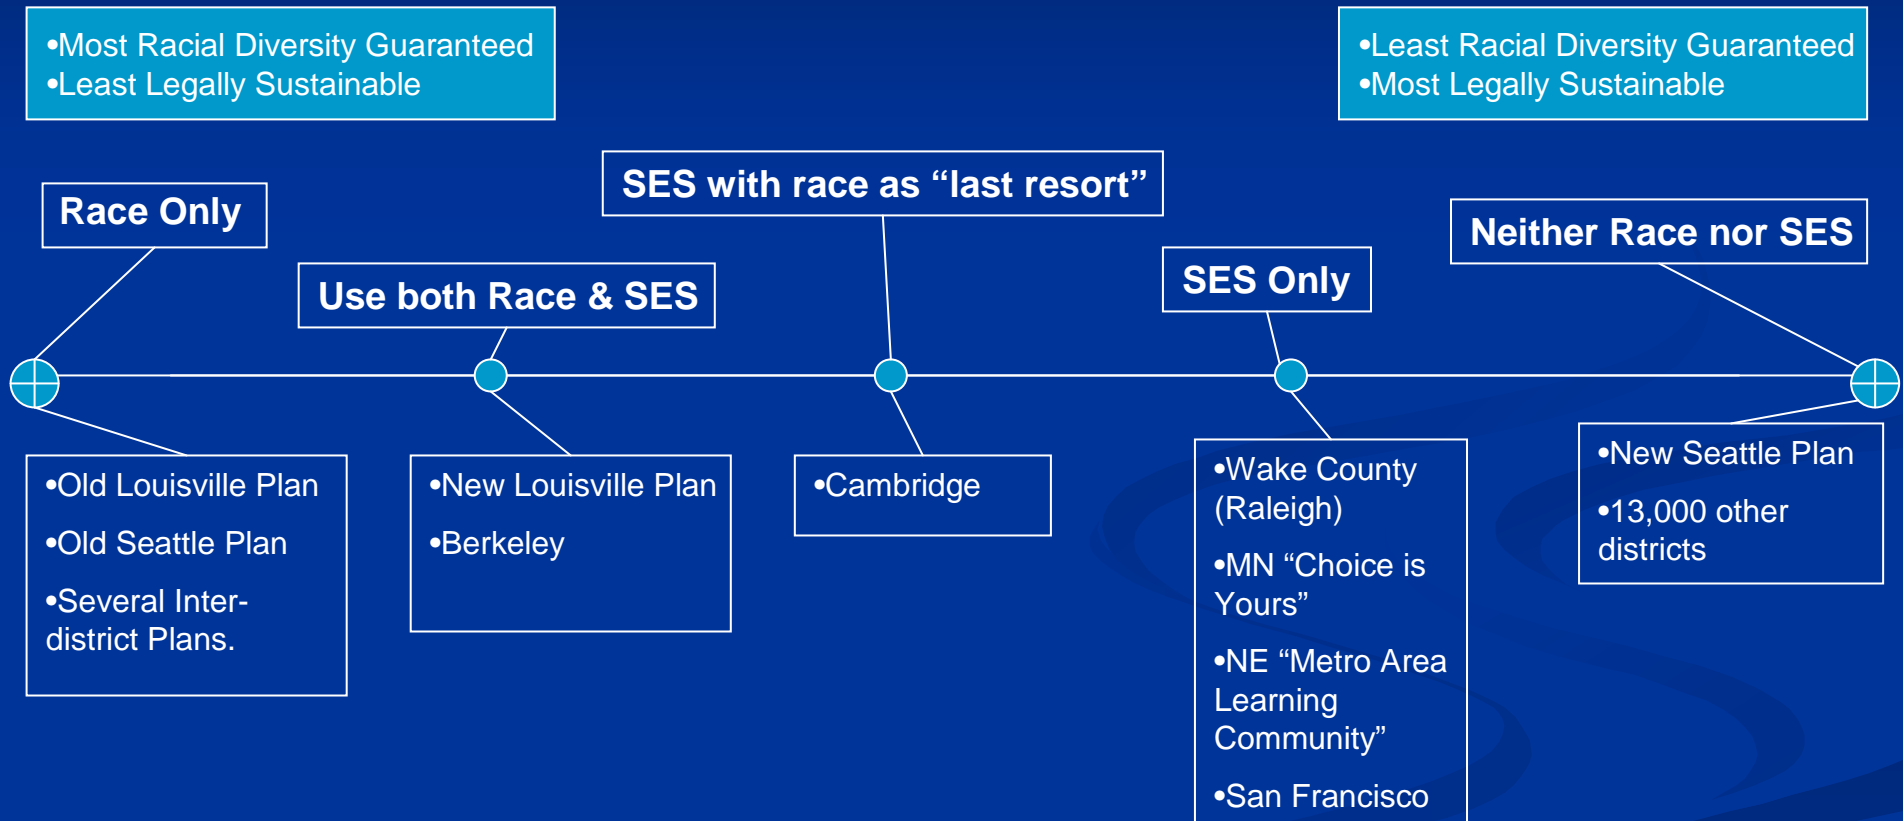 •Most Racial Diversity Guaranteed
•Least Legally Sustainable
•Least Racial Diversity Guaranteed
•Most Legally Sustainable
Race Only
Use both Race & SES
SES with race as “last resort”
SES Only
Neither Race nor SES
•Old Louisville Plan
•Old Seattle Plan
•Several Inter-
district Plans.
•New Louisville Plan
•Berkeley
•Cambridge
•Wake County
(Raleigh)
•MN “Choice is
Yours”
•NE “Metro Area
Learning
Community”
•San Francisco
•New Seattle Plan
•13,000 other
districts